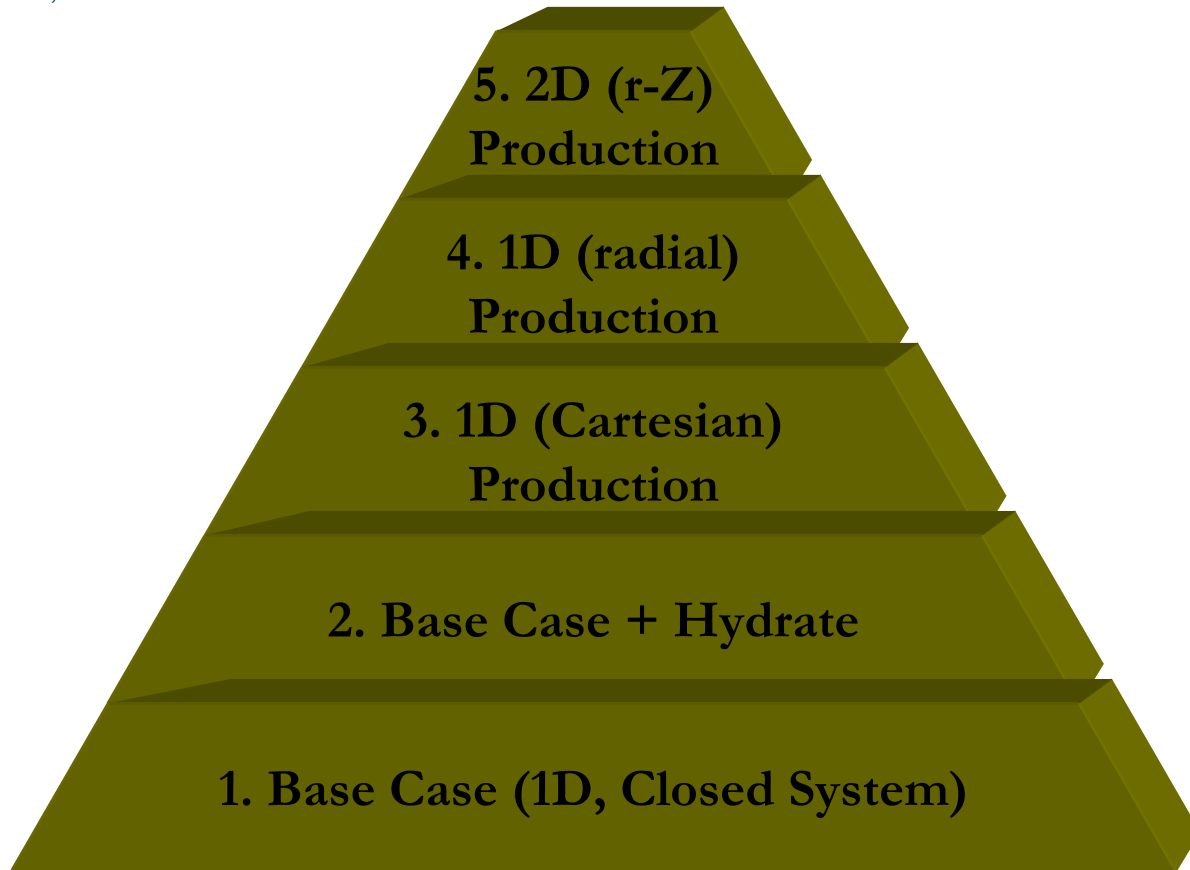 5. 2D (r-Z)
Production
4. 1D (radial)
Production
3. 1D (Cartesian)
Production
2. Base Case + Hydrate
1. Base Case (1D, Closed System)